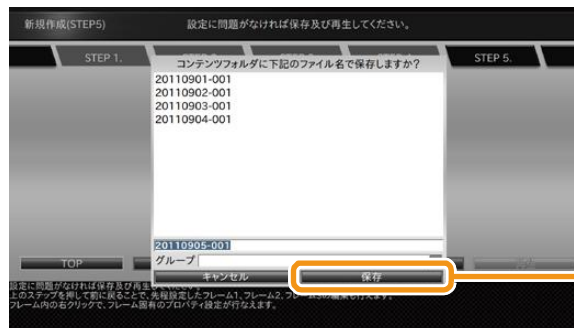 新規作成(STEP5)
設定に問題がなければ保存及び再生してください。
STEP 1.
STEP 5.
コンテンツフォルダに下記のファイル名で保存しますか?
20110901-001
20110902-001
20110903-001
20110904-001
20110905-001
グループ
TOP
キャンセル
保存
設定に問題がなければ保存及び再生
上のステップを押して前に戻ることで、先程設定したフレーム1,フレーム2,
フレーム内の右クリックで、フレーム固有のプロパティ設定が行なえます。